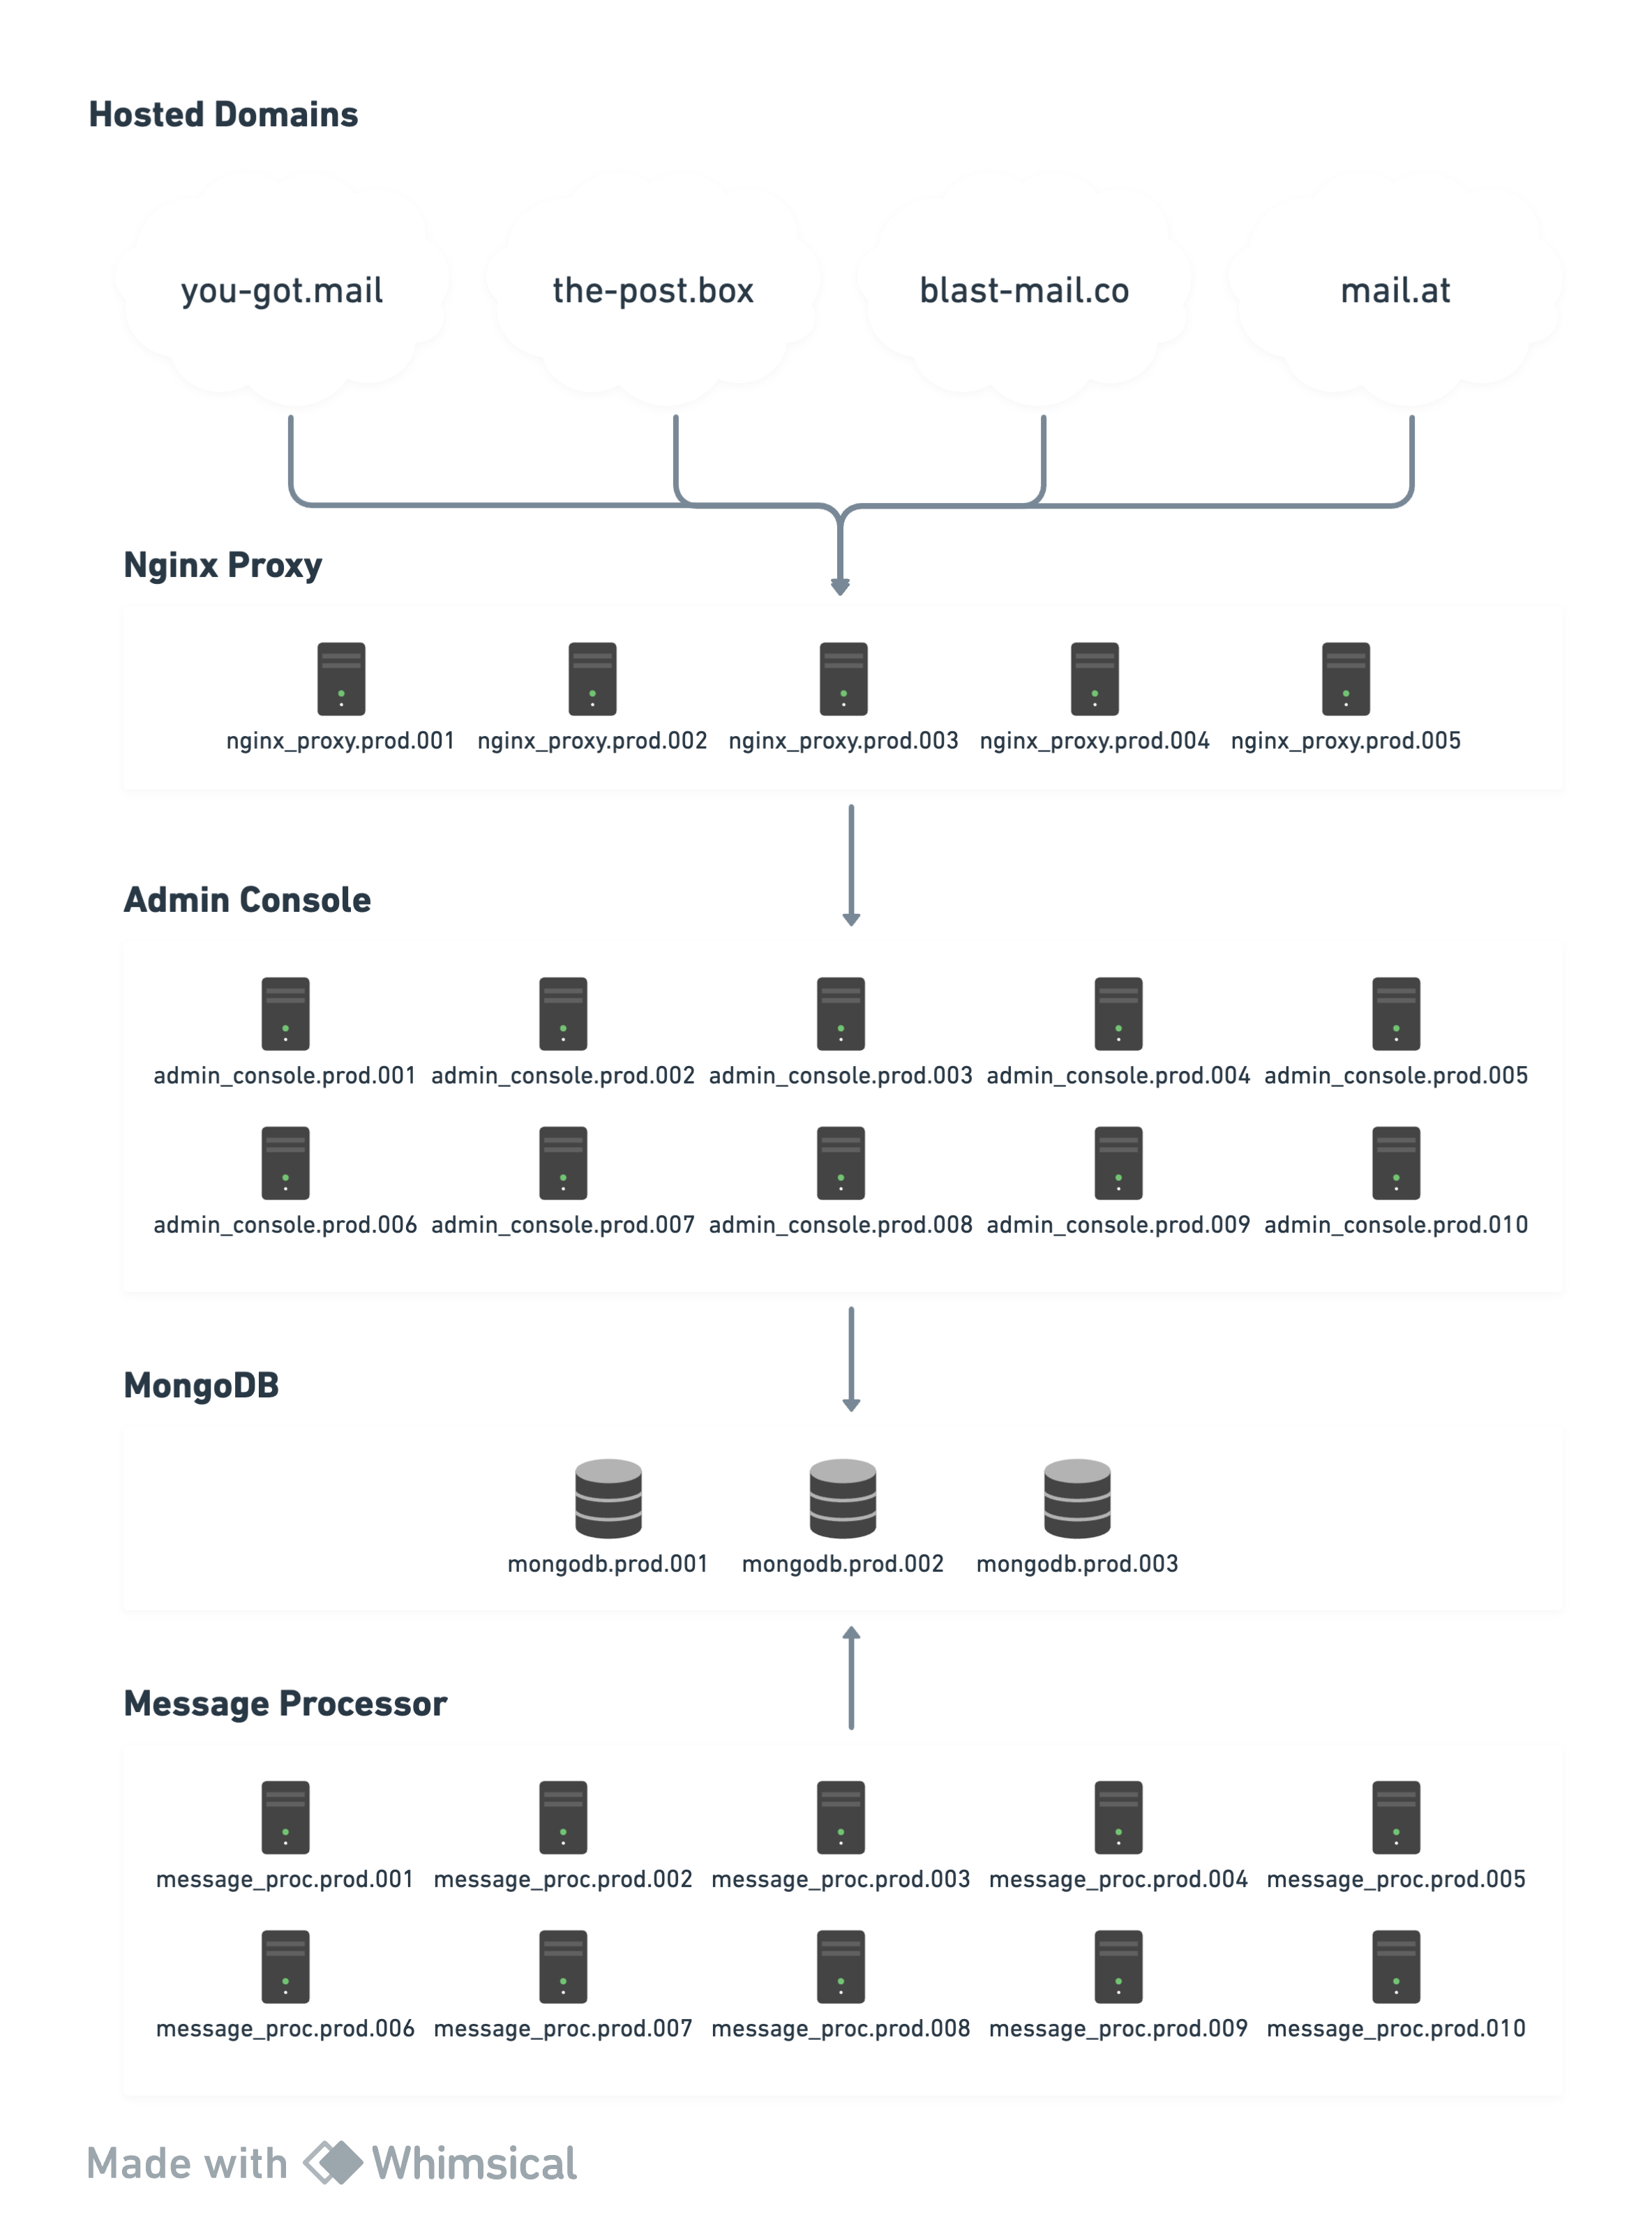 Hosted Domains
you-got.mail the-post.box blast-mail.co mail.at
Nginx Proxy
nginx_proxy.prod.001 nginx_proxy.prod.002 nginx_proxy.prod.003 nginx_proxy.prod.004 nginx_proxy.prod.005
Admin Console
admin_console.prod.001 admin_console.prod.002 admin_console.prod.003 admin_console.prod.004 admin_console.prod.005
admin_console.prod.006 admin_console.prod.007 admin_console.prod.008 admin_console.prod.009 admin_console.prod.010
MongoDB
mongodb.prod.001 mongodb.prod.002 mongodb.prod.003
Message Processor
message_proc.prod.001 message_proc.prod.002 message_proc.prod.003 message_proc.prod.004 message_proc.prod.005
message_proc.prod.006 message_proc.prod.007 message_proc.prod.008 message_proc.prod.009 message_proc.prod.010
Made with Whimsical